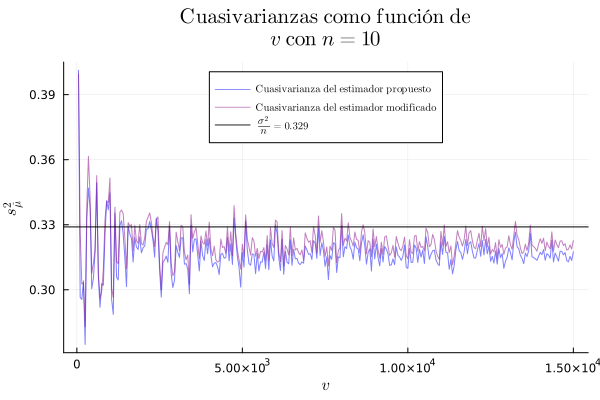 Cuasivarianzas como función de
v con n = 10
Cuasivarianza del estimador propuesto
Cuasivarianza del estimador modificado
σ²/n = 0.329
0.39
0.36
0.33
0.30
s²_μ̂
0
5.00×10³
1.00×10⁴
1.50×10⁴
v